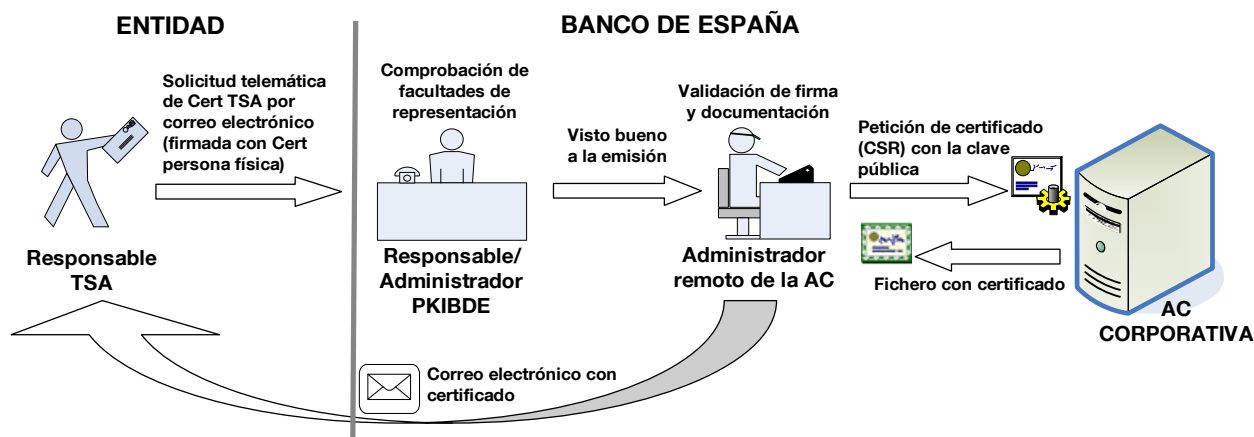 ENTIDAD
BANCO DE ESPAÑA
Solicitud telemática
de Cert TSA por
correo electrónico
(firmada con Cert
persona física)
Responsable
TSA
Comprobación de
facultades de
representación
Responsable/
Administrador
PKIBDE
Visto bueno
a la emisión
Validación de firma
y documentación
Administrador
remoto de la AC
Petición de certificado
(CSR) con la clave
pública
Fichero con certificado
AC
CORPORATIVA
Correo electrónico con
certificado